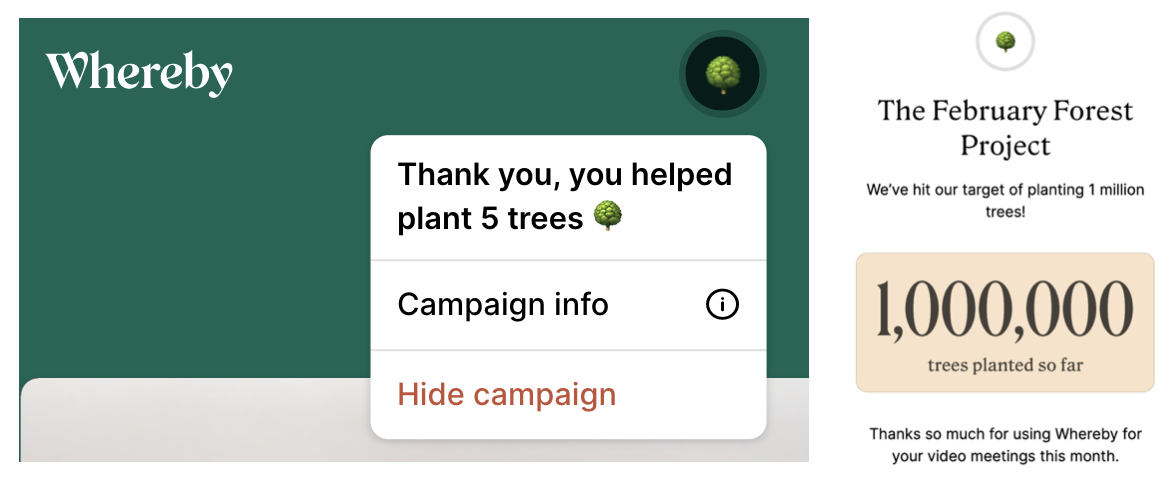 Whereby
Thank you, you helped
plant 5 trees 🌳
Campaign info
Hide campaign
The February Forest
Project
We’ve hit our target of planting 1 million
trees!
1,000,000
trees planted so far
Thanks so much for using Whereby for
your video meetings this month.